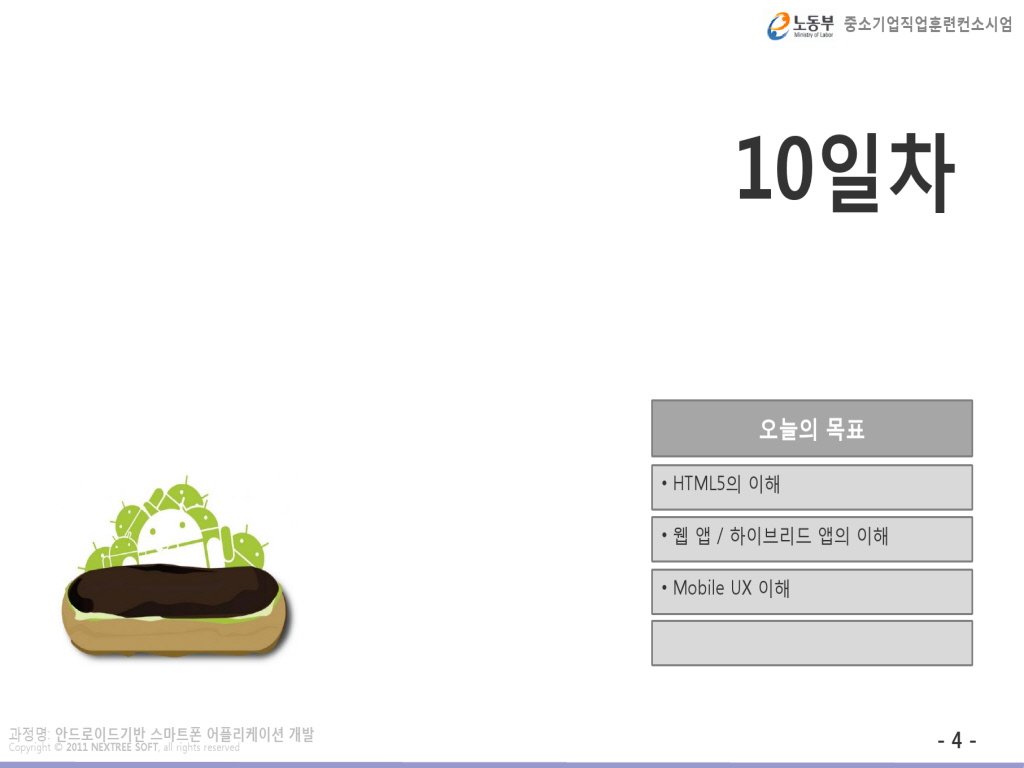 노동부 중소기업직업훈련컨소시엄
Ministry of Labor
10일차
오늘의 목표
• HTML5의 이해
• 웹 앱 / 하이브리드 앱의 이해
• Mobile UX 이해
과정명: 안드로이드기반 스마트폰 어플리케이션 개발
Copyright © 2011 NEXTREE SOFT, all rights reserved
- 4 -